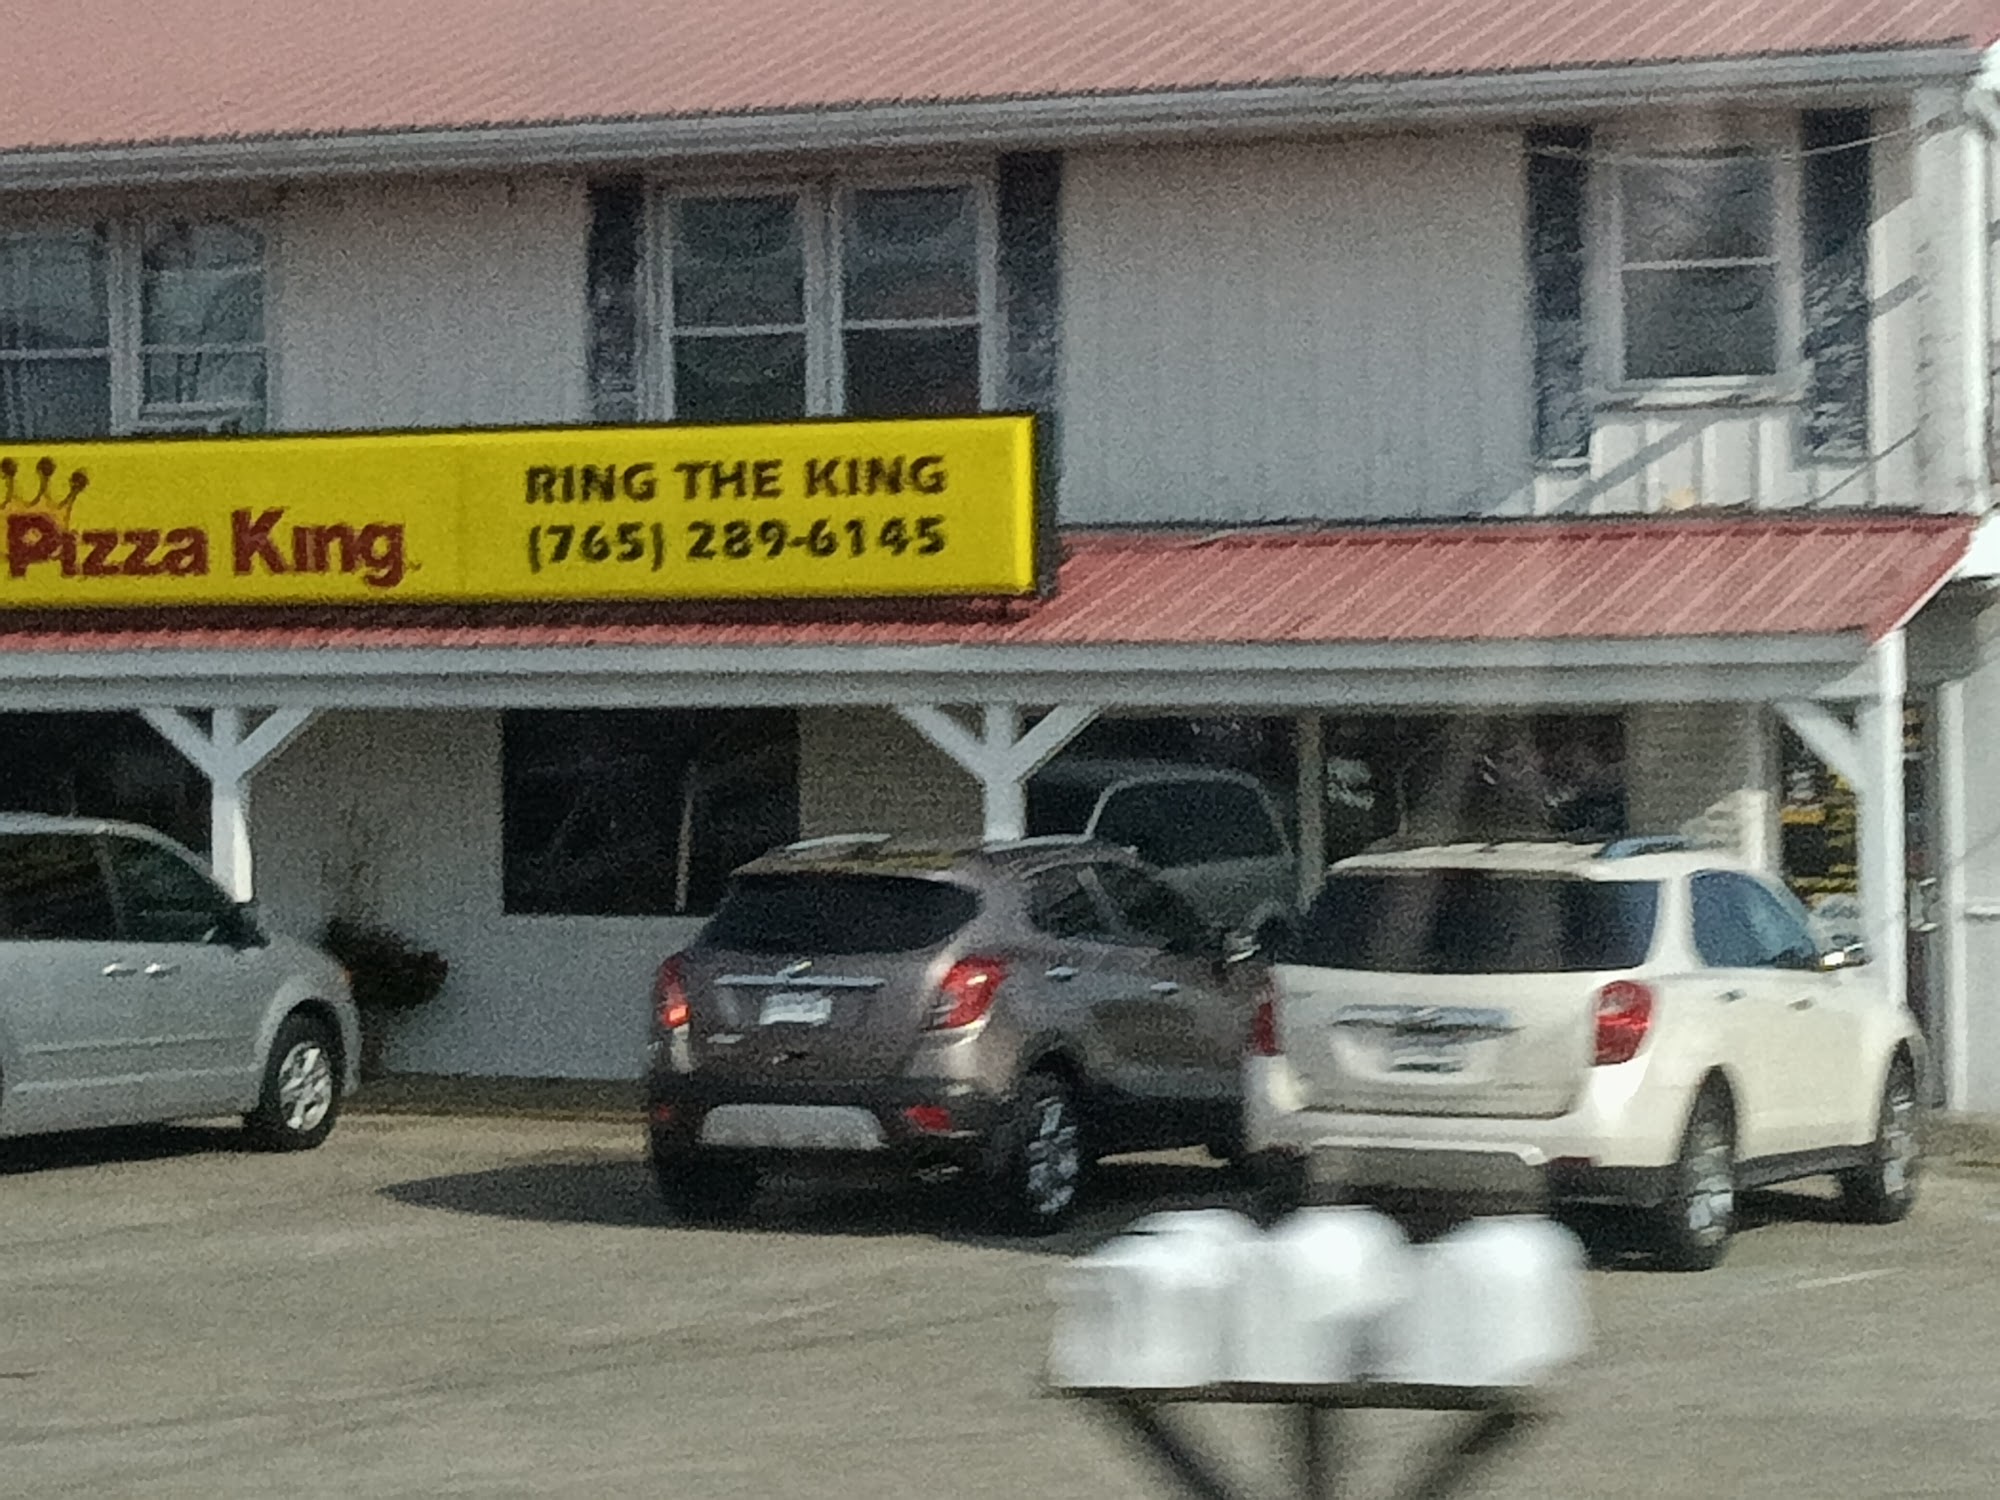 Pizza King
RING THE KING
(765) 289-6145